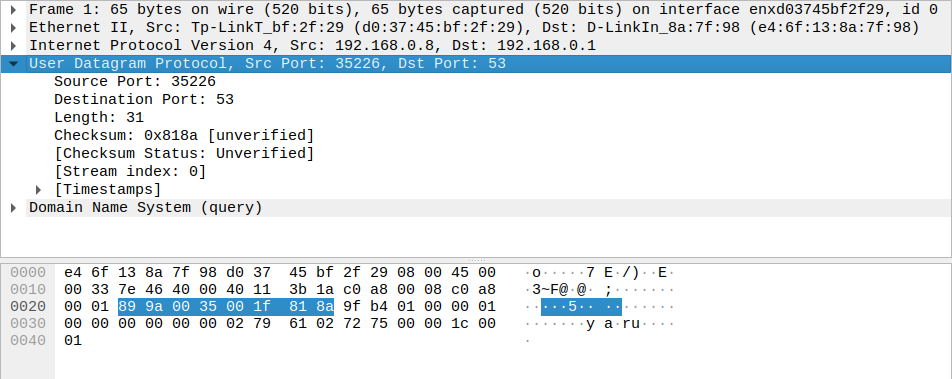 Frame 1: 65 bytes on wire (520 bits), 65 bytes captured (520 bits) on interface enxd03745bf2f29, id 0
Ethernet II, Src: Tp-LinkT_bf:2f:29 (d0:37:45:bf:2f:29), Dst: D-LinkIn_8a:7f:98 (e4:6f:13:8a:7f:98)
Internet Protocol Version 4, Src: 192.168.0.8, Dst: 192.168.0.1
User Datagram Protocol, Src Port: 35226, Dst Port: 53
Source Port: 35226
Destination Port: 53
Length: 31
Checksum: 0x818a [unverified]
[Checksum Status: Unverified]
[Stream index: 0]
[Timestamps]
Domain Name System (query)
0000 e4 6f 13 8a 7f 98 d0 37 45 bf 2f 29 08 00 45 00 ·o·····7 E·/)··E·
0010 00 33 7e 46 40 00 40 11 3b 1a c0 a8 00 08 c0 a8 ·3~F@·@· ;·······
0020 00 01 89 9a 00 35 00 1f 81 8a 9f b4 01 00 00 01 ·····5·· ········
0030 00 00 00 00 00 00 02 79 61 02 72 75 00 00 1c 00 ·······y a·ru····
0040 01 ·